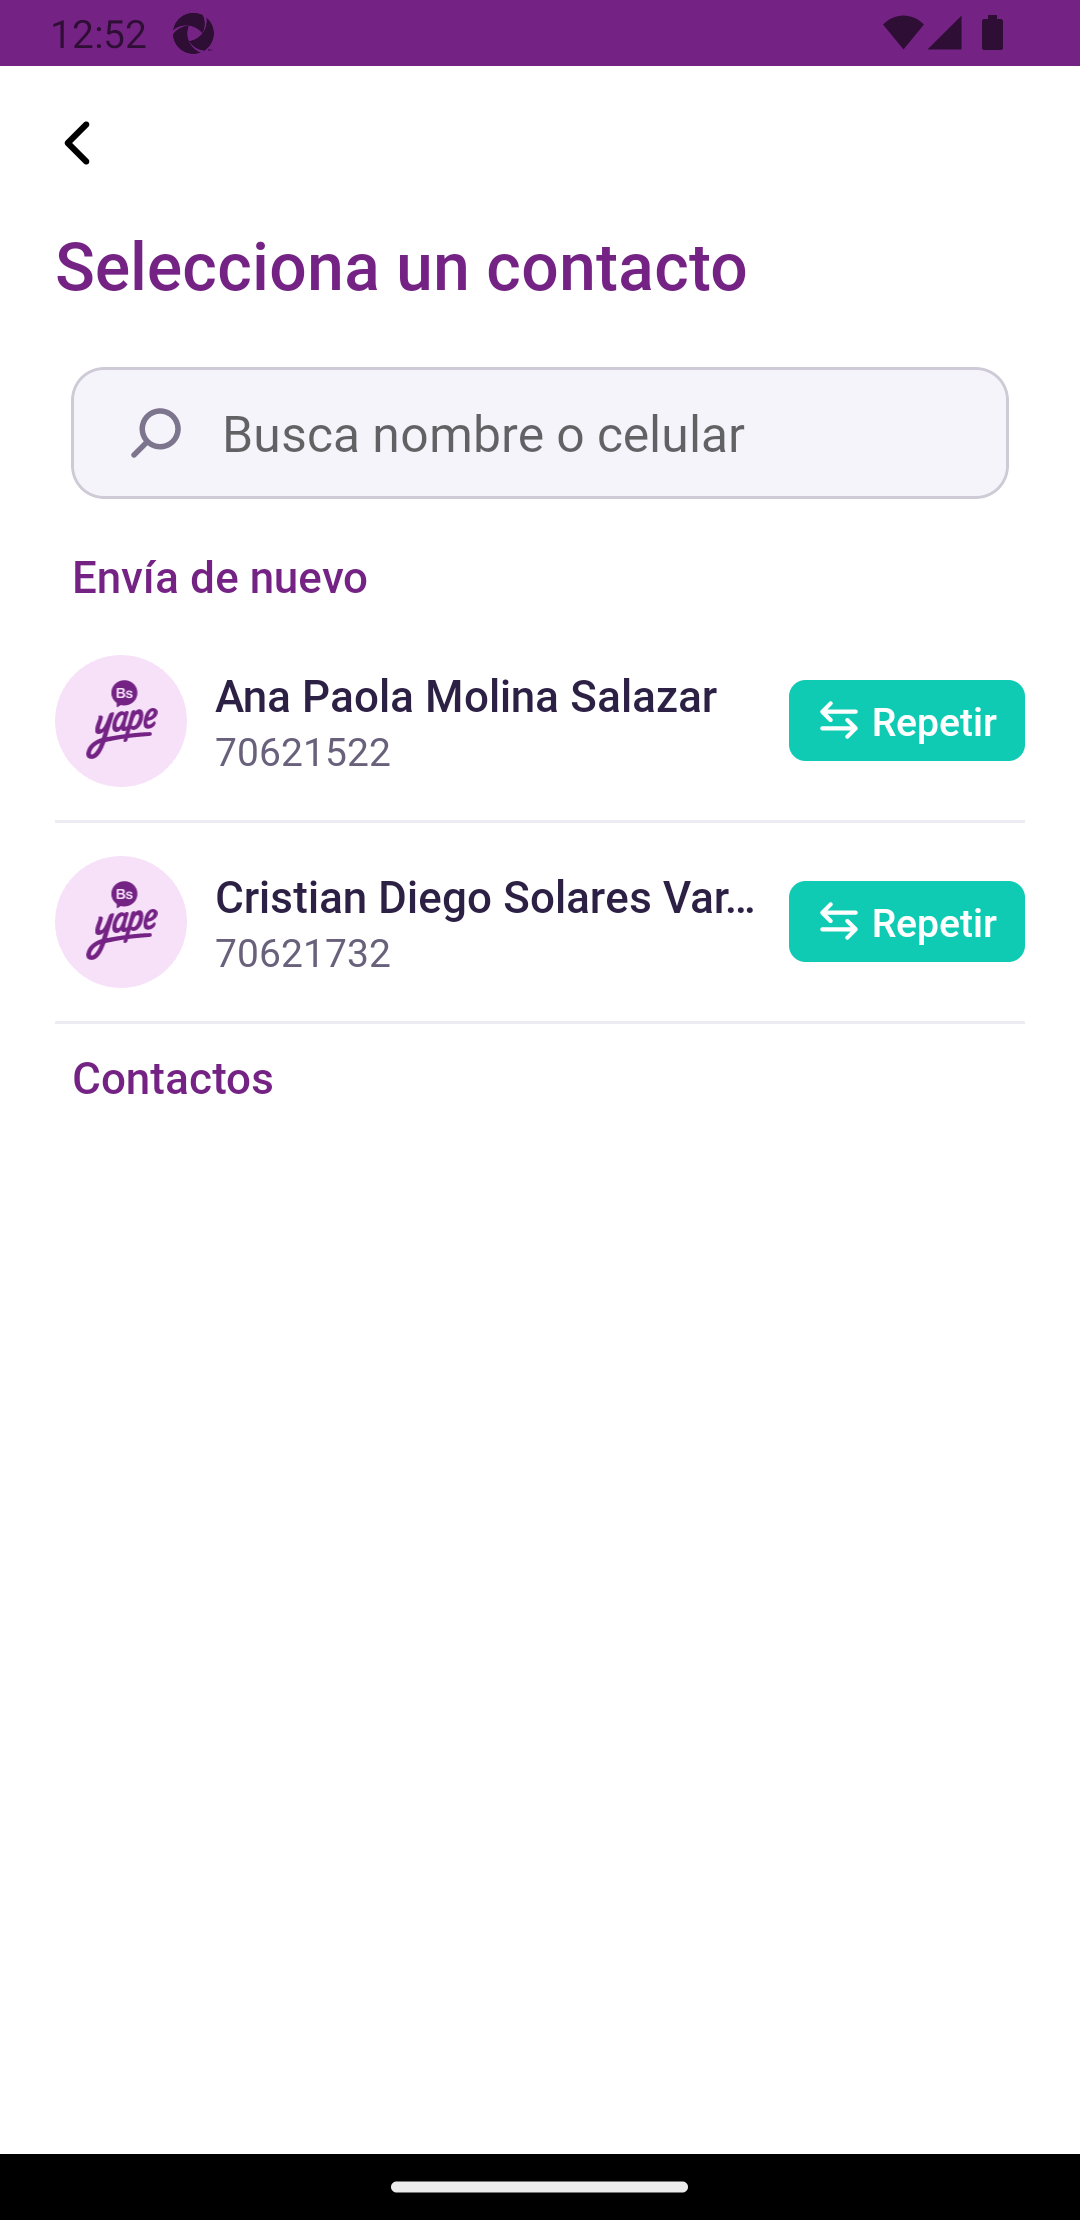 12:52
Selecciona un contacto
Busca nombre o celular
Envía de nuevo
Bs
yape
Ana Paola Molina Salazar
70621522
Repetir
Bs
yape
Cristian Diego Solares Var...
70621732
Repetir
Contactos